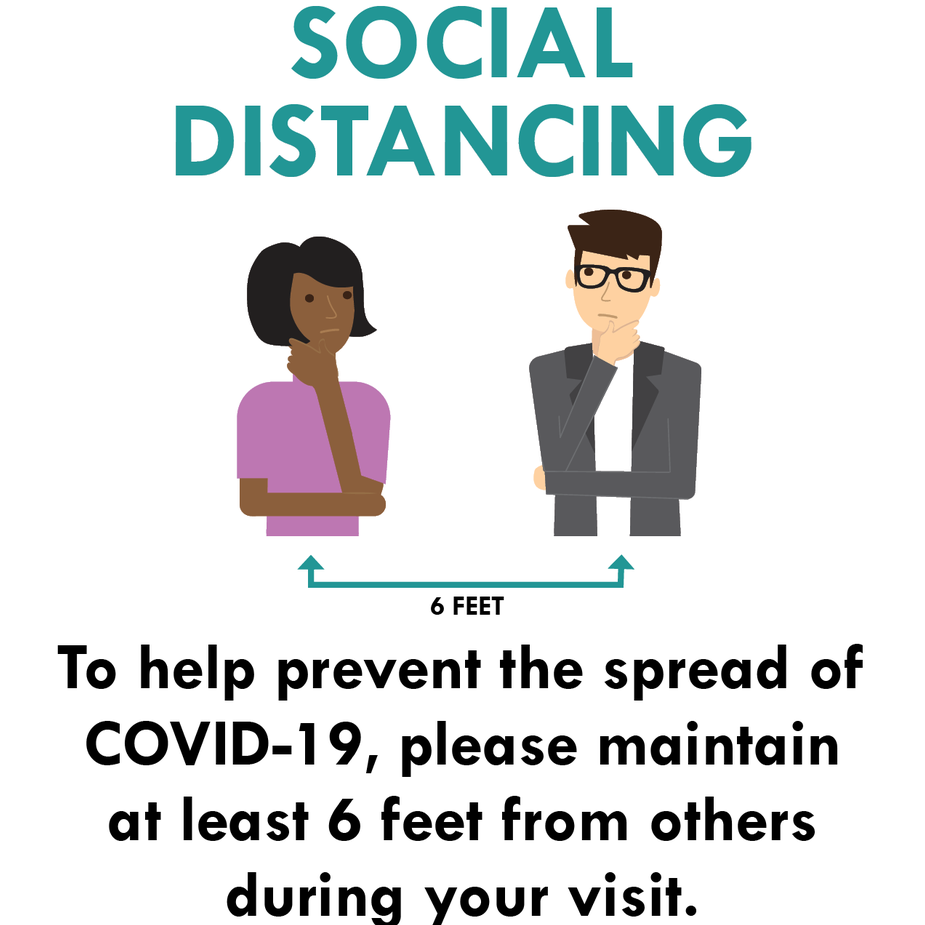 SOCIAL
DISTANCING
6 FEET
To help prevent the spread of
COVID-19, please maintain
at least 6 feet from others
during your visit.